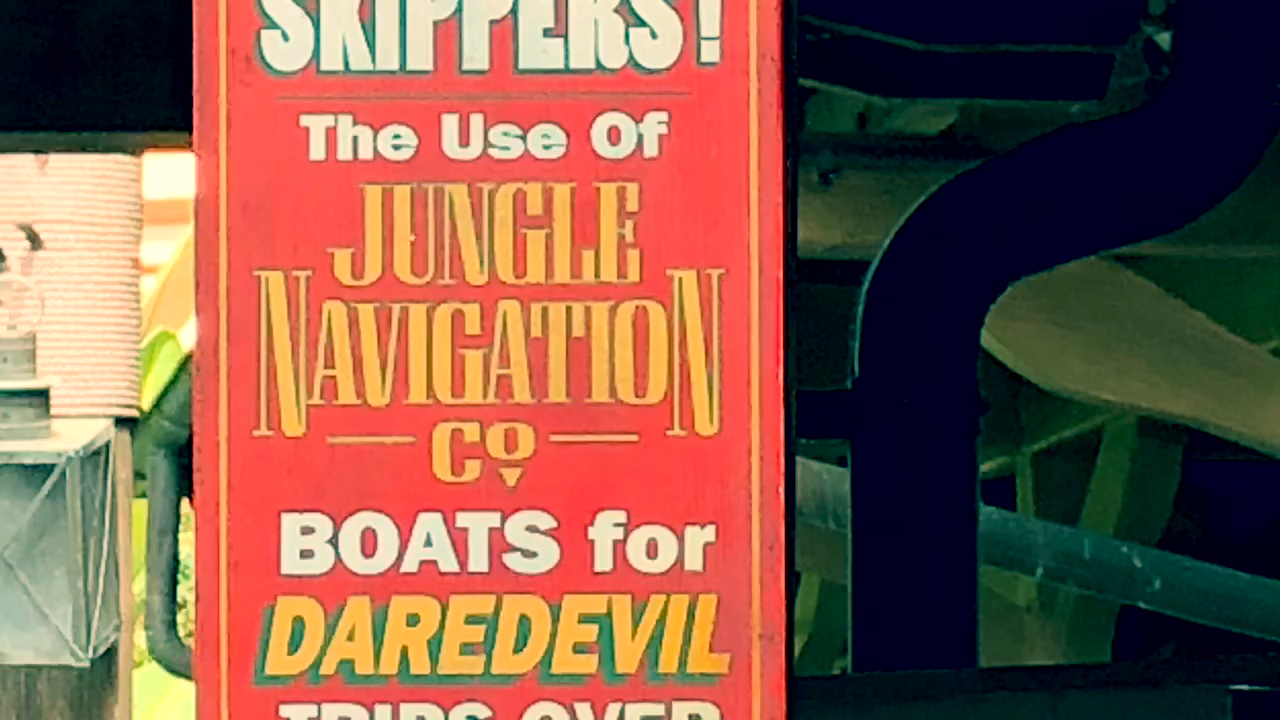 SKIPPERS!
The Use Of
JUNGLE
NAVIGATION
Co
BOATS for
DAREDEVIL
TRIPS OVER